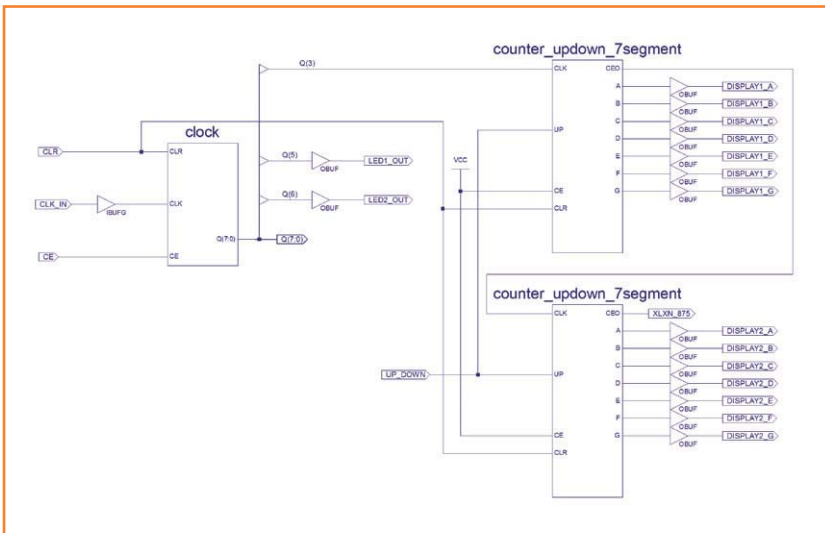 counter_updown_7segment
Q(3)
CLK
CEO
A
OBUF
DISPLAY1_A
B
OBUF
DISPLAY1_B
C
OBUF
DISPLAY1_C
UP
D
OBUF
DISPLAY1_D
E
OBUF
DISPLAY1_E
F
OBUF
DISPLAY1_F
CE
G
OBUF
DISPLAY1_G
CLR
clock
CLR
CLR
Q(5)
OBUF
LED1_OUT
VCC
CLK_IN
IBUFG
CLK
Q(6)
OBUF
LED2_OUT
Q(7:0)
Q(7:0)
CE
CE
counter_updown_7segment
CLK
CEO
XLXN_875
A
OBUF
DISPLAY2_A
B
OBUF
DISPLAY2_B
C
OBUF
DISPLAY2_C
UP_DOWN
UP
D
OBUF
DISPLAY2_D
E
OBUF
DISPLAY2_E
F
OBUF
DISPLAY2_F
CE
G
OBUF
DISPLAY2_G
CLR